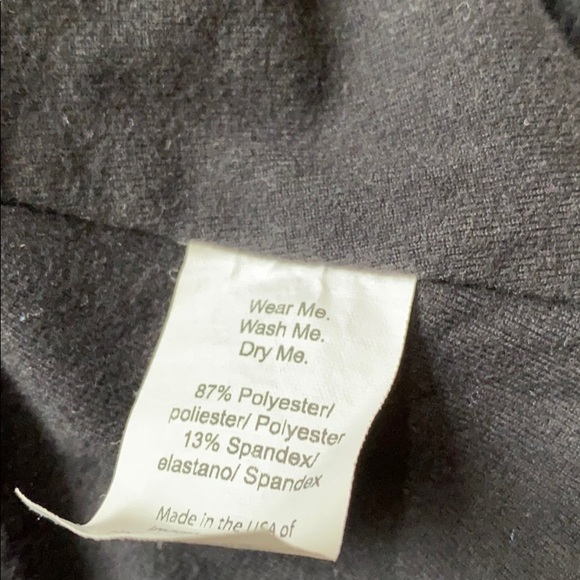 Wear Me.
Wash Me.
Dry Me.
87% Polyester/
poliester/ Polyester
13% Spandex/
elastano/ Spandex
Made in the USA of